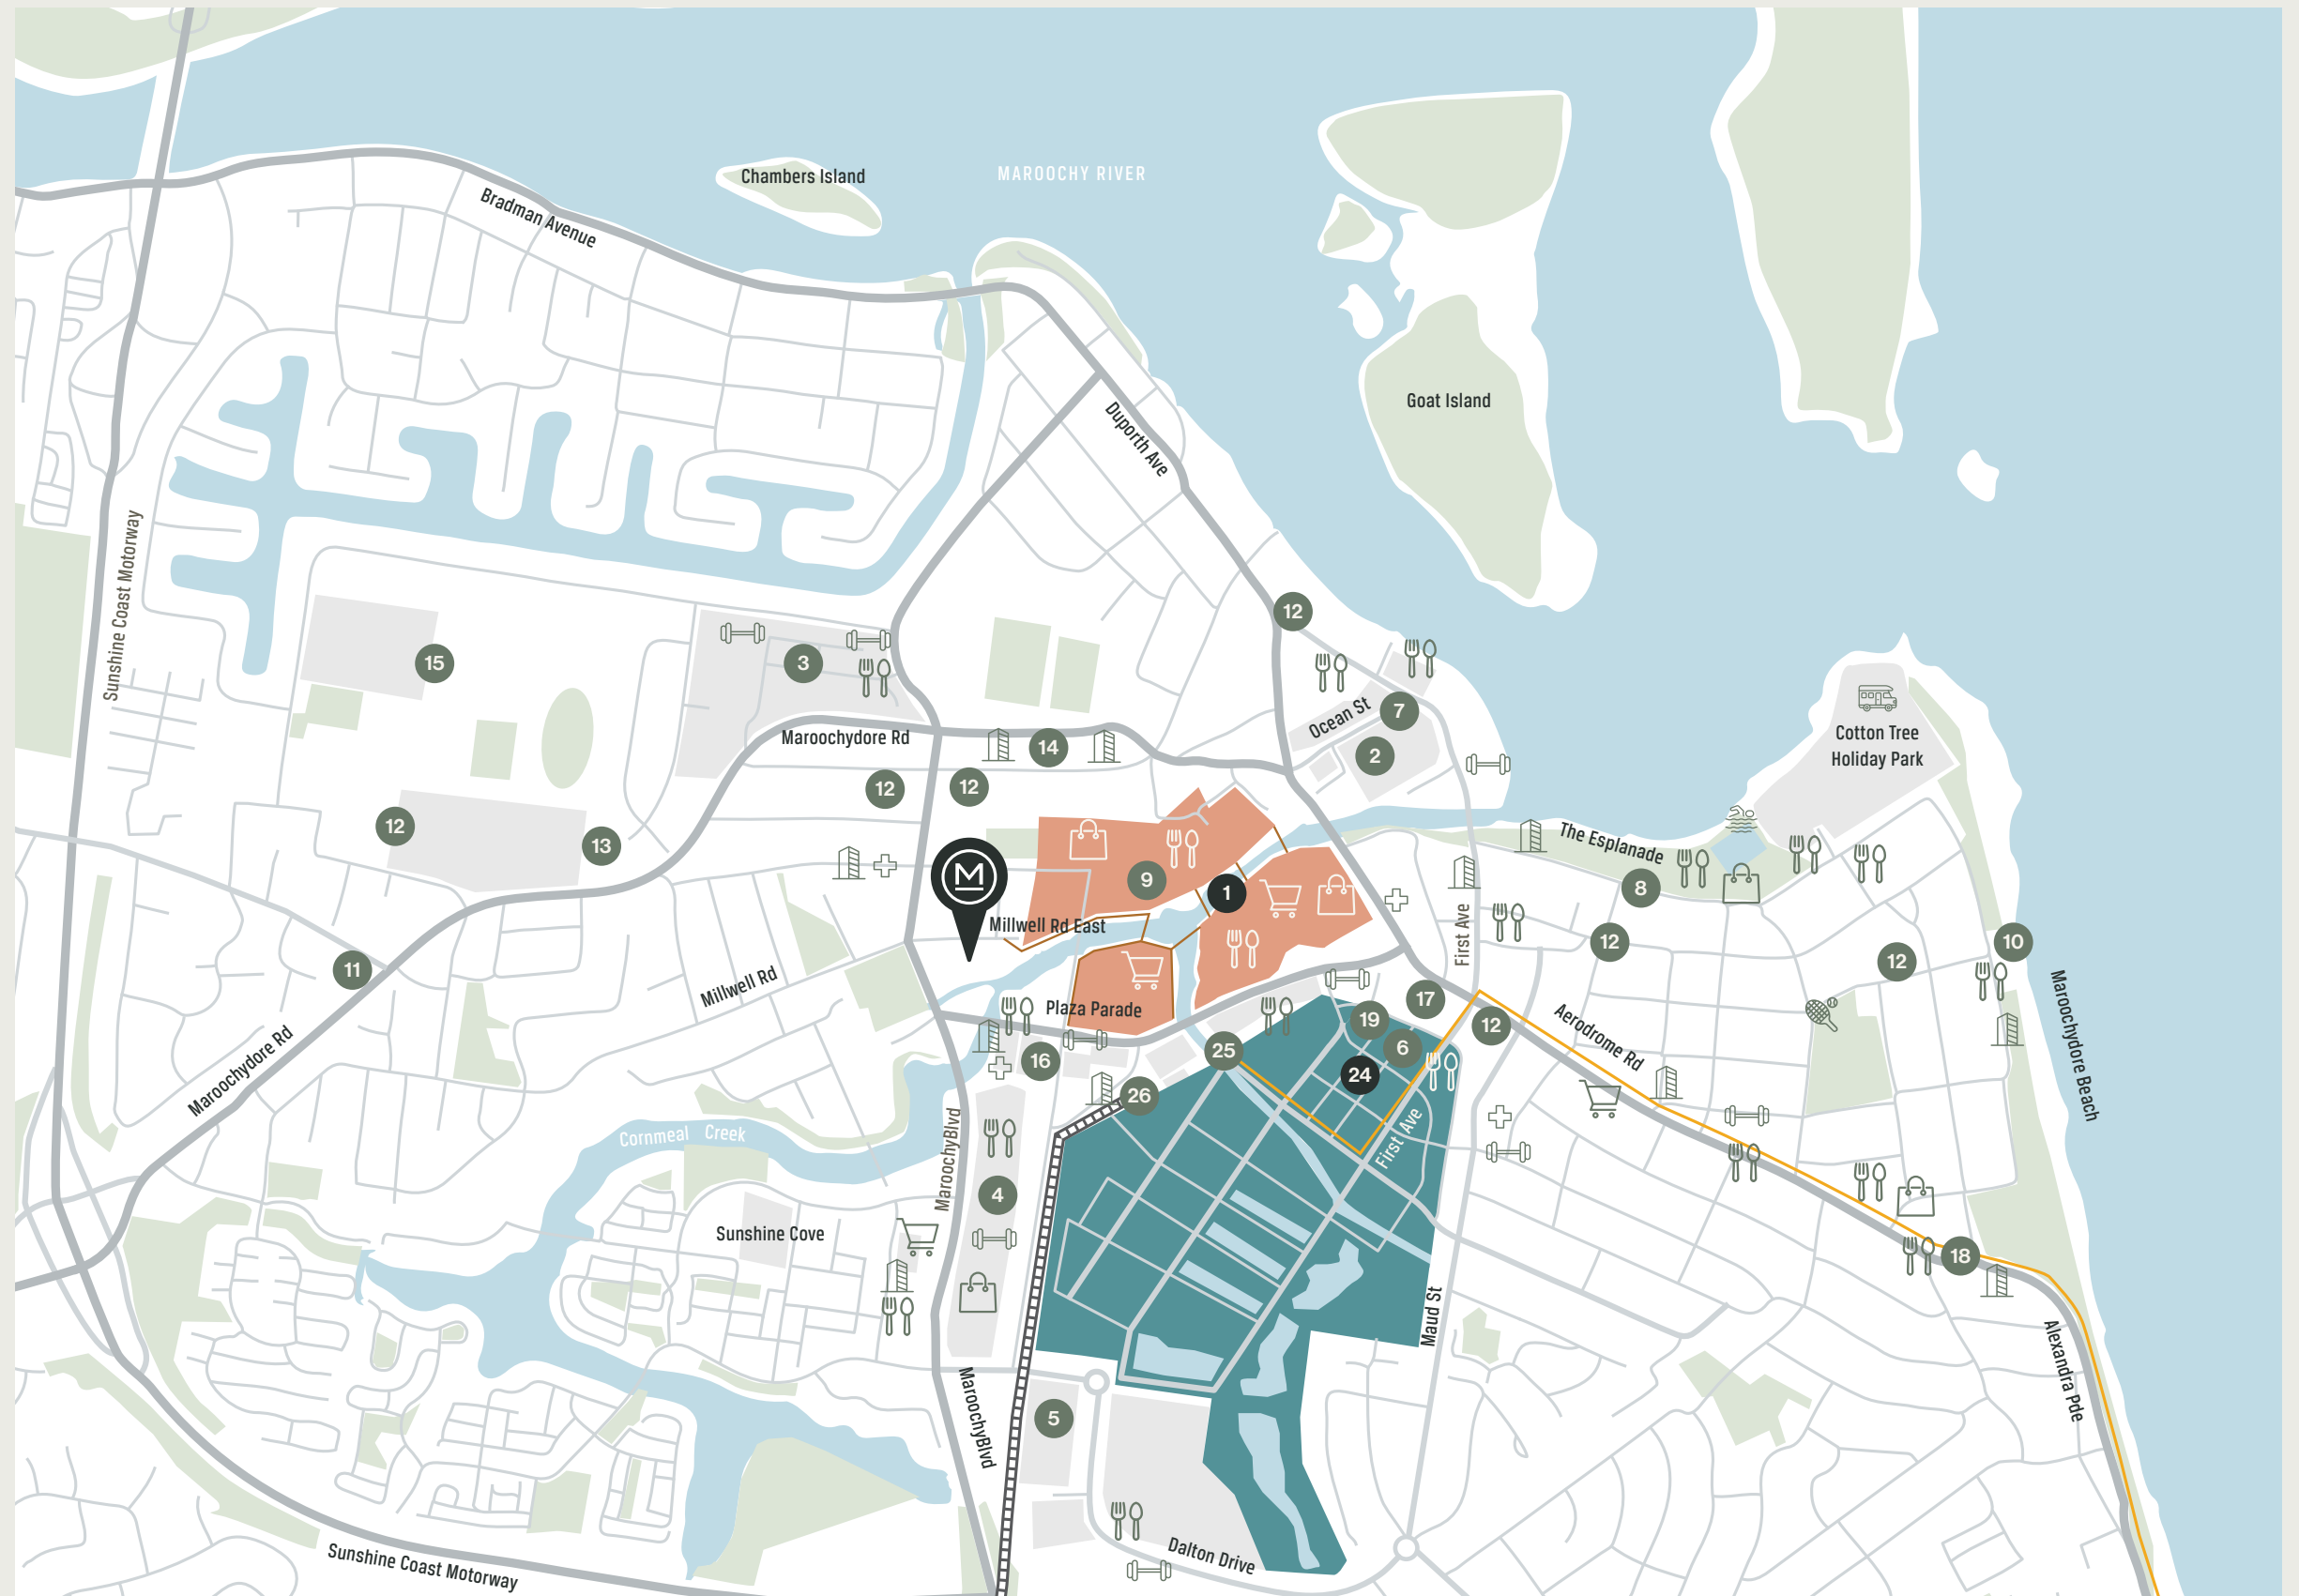 MAROOCHY RIVER
Chambers Island
Bradman Avenue
Goat Island
Duporth Ave
Sunshine Coast Motorway
12
15
3
7
Ocean St
Cotton Tree
Holiday Park
Maroochydore Rd
14
2
12
12
12
13
The Esplanade
8
9
1
M
Millwell Rd East
First Ave
12
10
12
11
Millwell Rd
Plaza Parade
17
19
12
Aerodrome Rd
Maroochydore Beach
Maroochydore Rd
16
25
6
24
26
Cornmeal Creek
MaroochyBlvd
First Ave
4
Sunshine Cove
18
Maud St
Alexandra Pde
MaroochyBlvd
5
Dalton Drive
Sunshine Coast Motorway